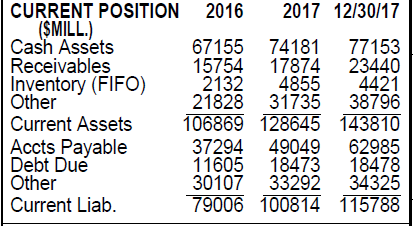 CURRENT POSITION 2016 2017 12/30/17
($MILL.)
Cash Assets 67155 74181 77153
Receivables 15754 17874 23440
Inventory (FIFO) 2132 4855 4421
Other 21828 31735 38796
Current Assets 106869 128645 143810
Accts Payable 37294 49049 62985
Debt Due 11605 18473 18478
Other 30107 33292 34325
Current Liab. 79006 100814 115788